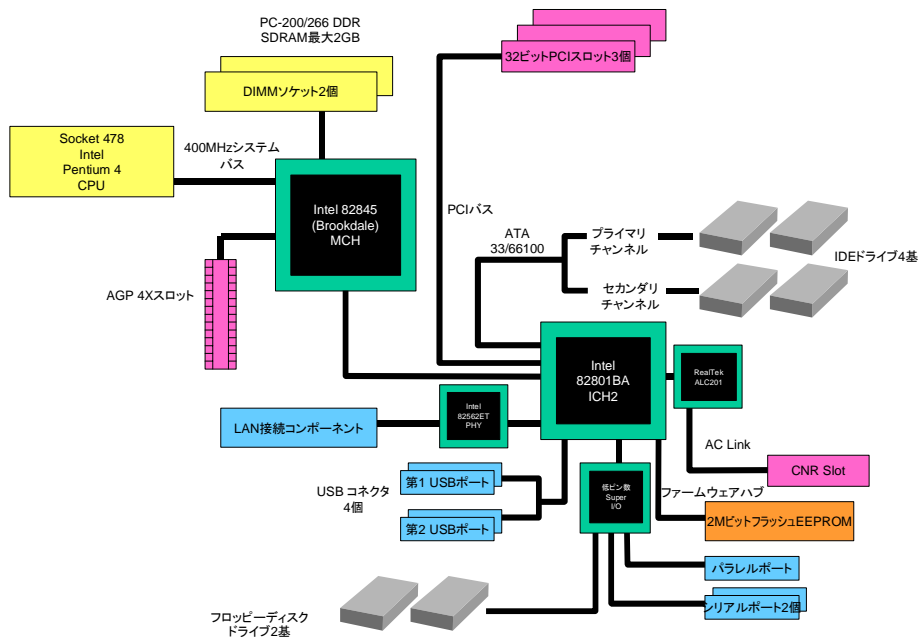 PC-200/266 DDR
SDRAM最大2GB
DIMMソケット2個
32ビットPCIスロット3個
Socket 478
Intel
Pentium 4
CPU
400MHzシステム
バス
Intel 82845
(Brookdale)
MCH
AGP 4Xスロット
PCIバス
ATA
33/66100
プライマリ
チャンネル
セカンダリ
チャンネル
IDEドライブ4基
Intel
82801BA
ICH2
RealTek
ALC201
AC Link
CNR Slot
Intel
82562ET
PHY
LAN接続コンポーネント
USB コネクタ
4個
第1 USBポート
第2 USBポート
低ピン数
Super
I/O
ファームウェアハブ
2MビットフラッシュEEPROM
パラレルポート
シリアルポート2個
フロッピーディスク
ドライブ2基